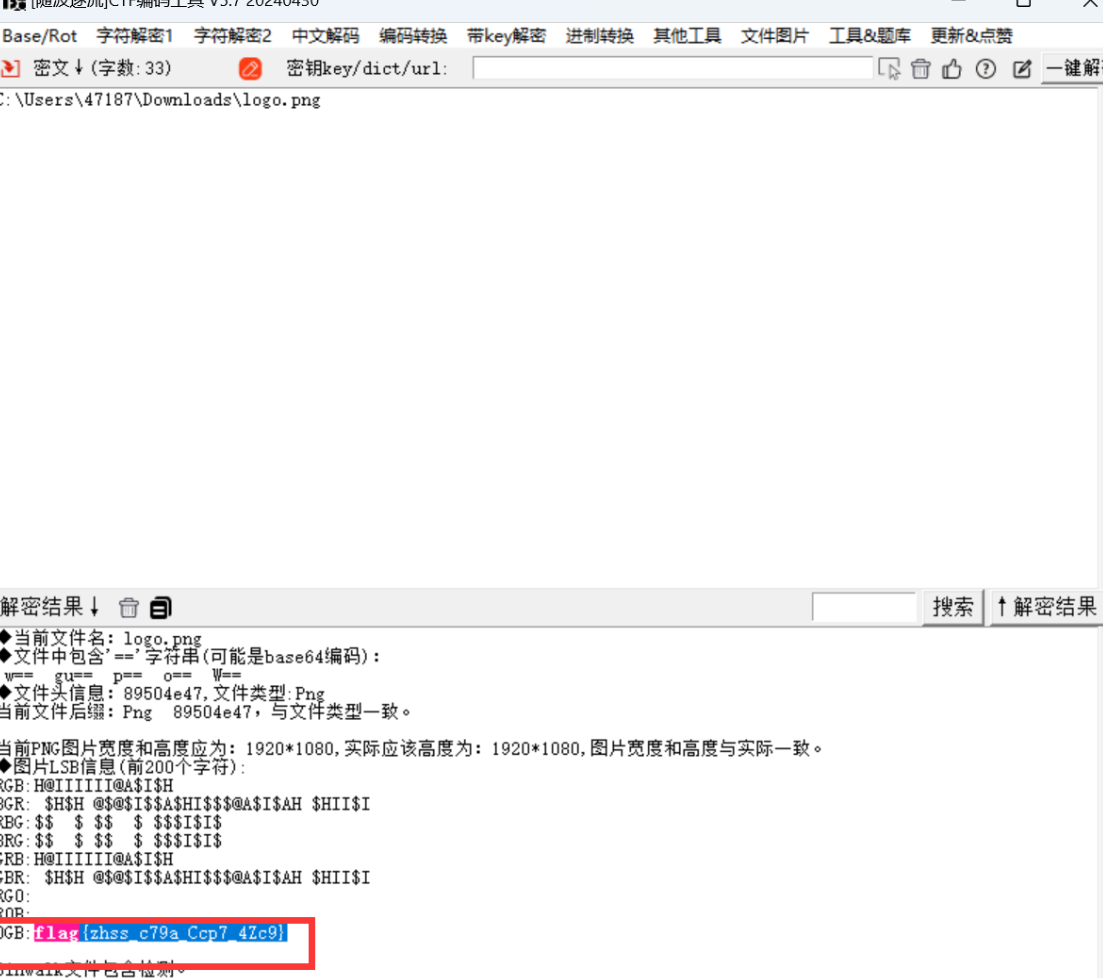 [随波逐流]CTF编码工具 V5.7 20240430
Base/Rot 字符解密1 字符解密2 中文解码 编码转换 带key解密 进制转换 其他工具 文件图片 工具&题库 更新&点赞
密文↓(字数:33) 密钥key/dict/url: 一键解
C:\Users\47187\Downloads\logo.png
解密结果↓ 搜索 ↑解密结果
◆当前文件名: logo.png
◆文件中包含'=='字符串(可能是base64编码):
w== gu== p== o== W==
◆文件头信息: 89504e47,文件类型:Png
当前文件后缀: Png 89504e47, 与文件类型一致。
当前PNG图片宽度和高度应为: 1920*1080,实际应该高度为: 1920*1080,图片宽度和高度与实际一致。
◆图片LSB信息(前200个字符):
RGB:H@IIIIII@A$I$H
BGR: $H$H @$@$I$$A$HI$$$@A$I$AH $HII$I
RBG:$$ $ $$ $ $$$I$I$
BRG:$$ $ $$ $ $$$I$I$
GRB:H@IIIIII@A$I$H
GBR: $H$H @$@$I$$A$HI$$$@A$I$AH $HII$I
RG0:
R0B:
0GB:flag{zhss_c79a_Ccp7_4Zc9}
binwalk文件包含检测。